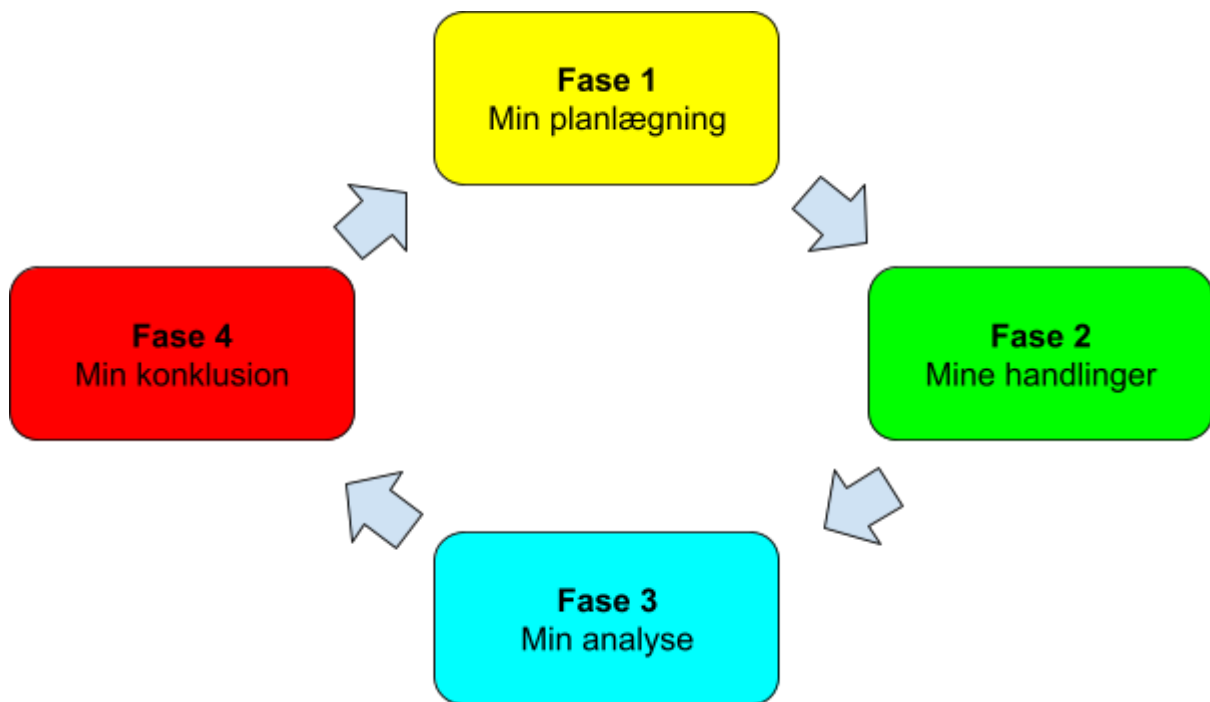 Fase 1
Min planlægning
Fase 2
Mine handlinger
Fase 3
Min analyse
Fase 4
Min konklusion